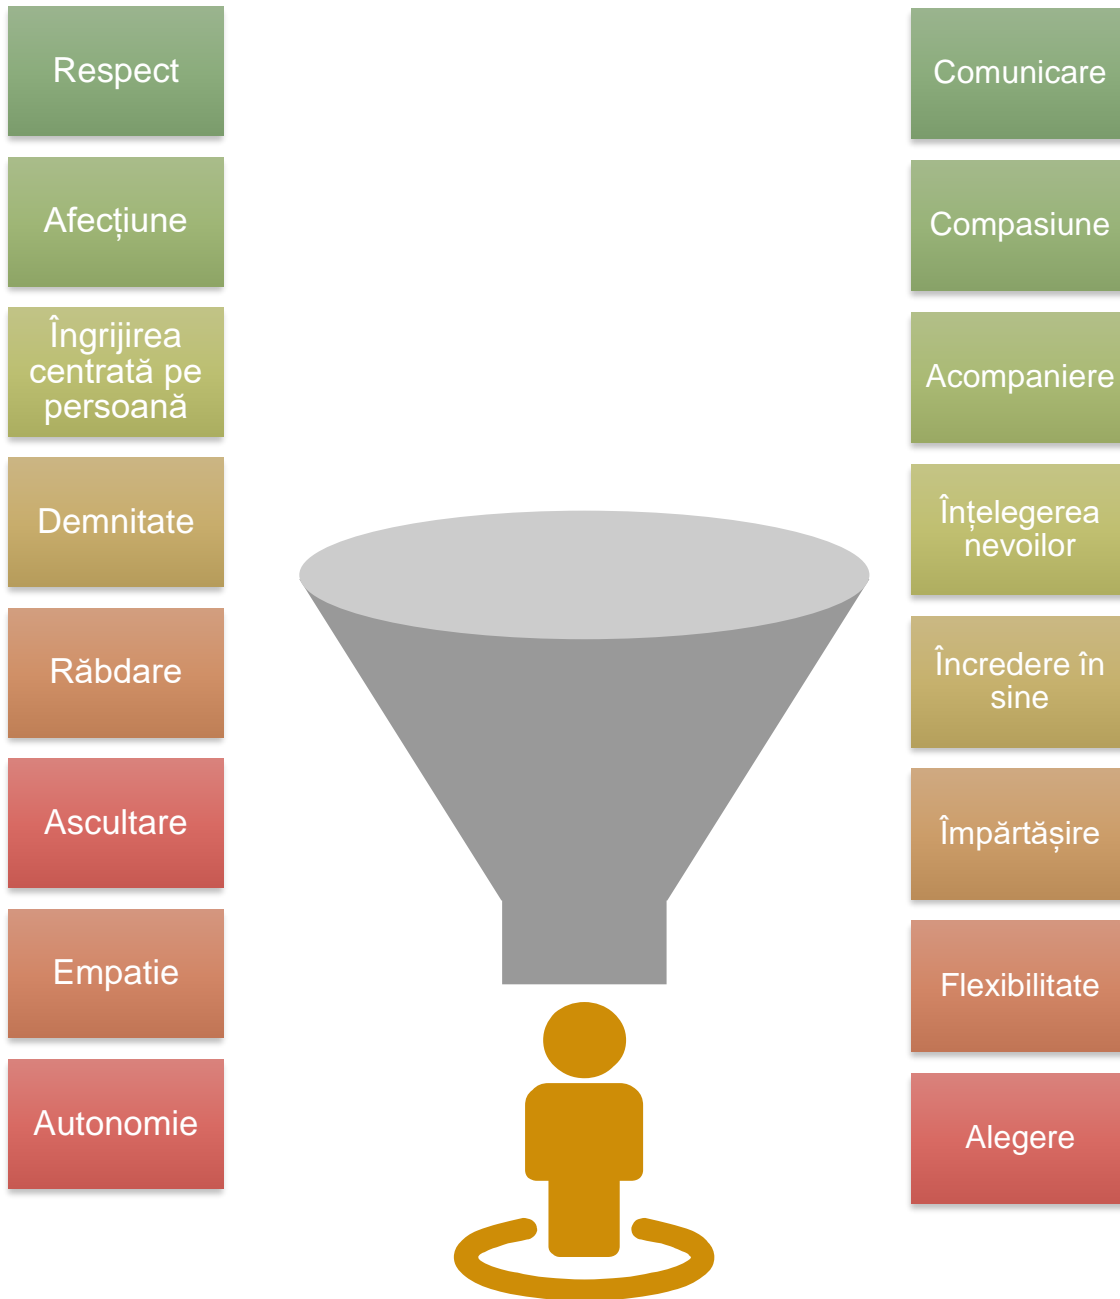 Respect
Afecțiune
Îngrijirea
centrată pe
persoană
Demnitate
Răbdare
Ascultare
Empatie
Autonomie
Comunicare
Compasiune
Acompaniere
Înțelegerea
nevoilor
Încredere în
sine
Împărtășire
Flexibilitate
Alegere